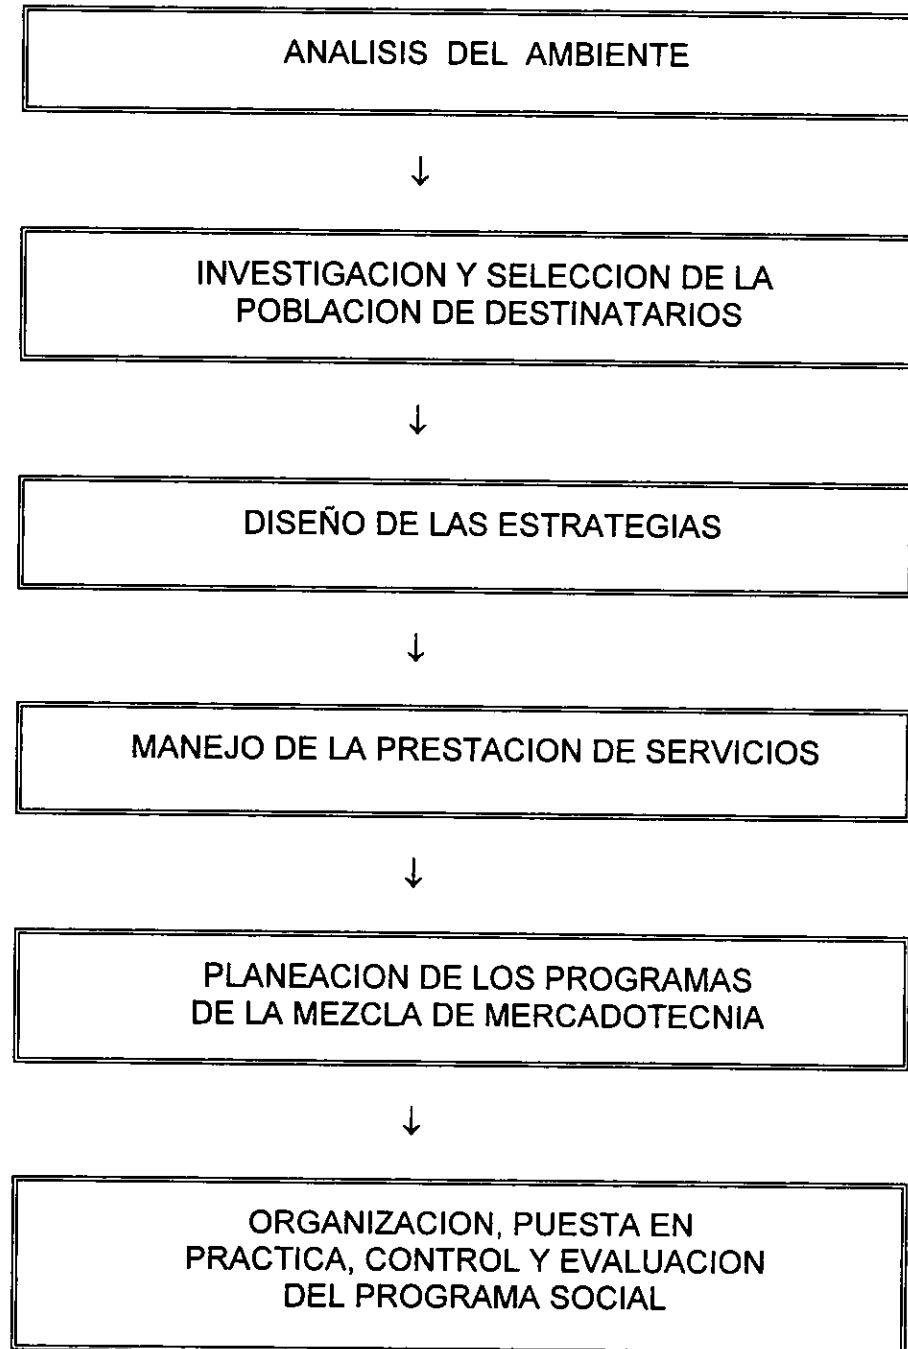 ANALISIS DEL AMBIENTE
↓
INVESTIGACION Y SELECCION DE LA
POBLACION DE DESTINATARIOS
↓
DISEÑO DE LAS ESTRATEGIAS
↓
MANEJO DE LA PRESTACION DE SERVICIOS
↓
PLANEACION DE LOS PROGRAMAS
DE LA MEZCLA DE MERCADOTECNIA
↓
ORGANIZACION, PUESTA EN
PRACTICA, CONTROL Y EVALUACION
DEL PROGRAMA SOCIAL